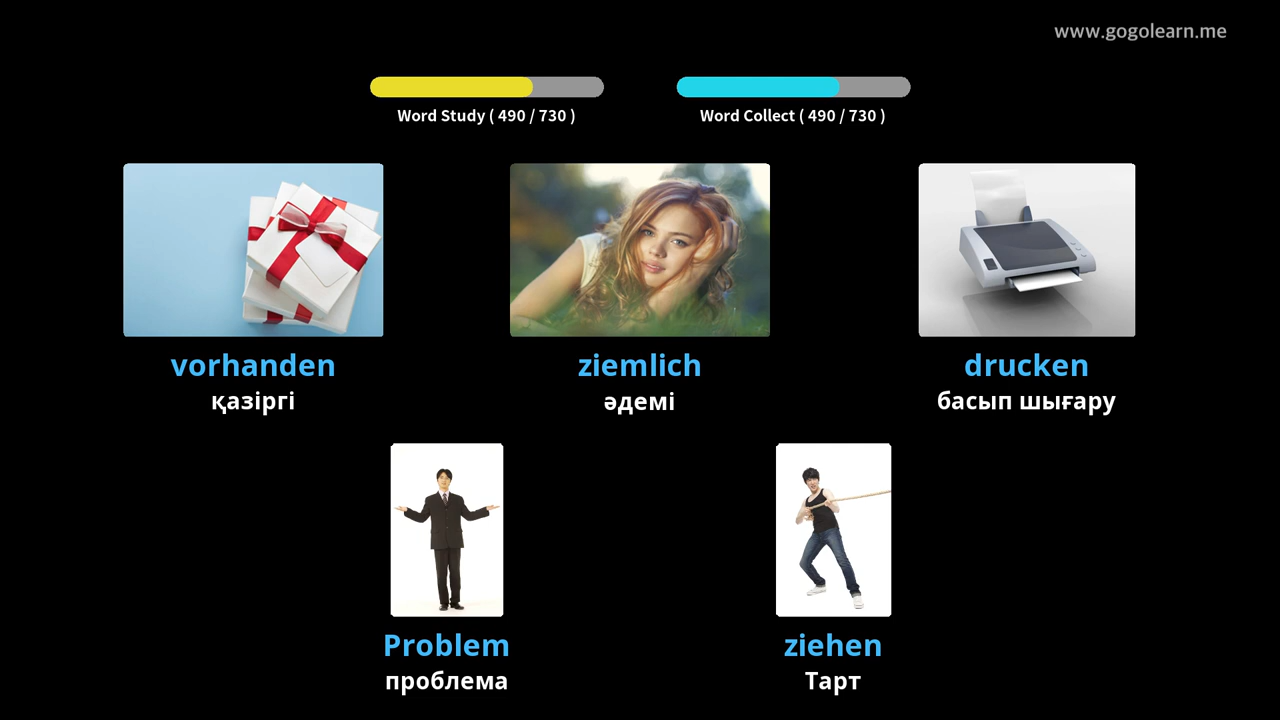 www.gogolearn.me
Word Study ( 490 / 730 )
Word Collect ( 490 / 730 )
vorhanden
қазіргі
ziemlich
әдемі
drucken
басып шығару
Problem
проблема
ziehen
Тарт